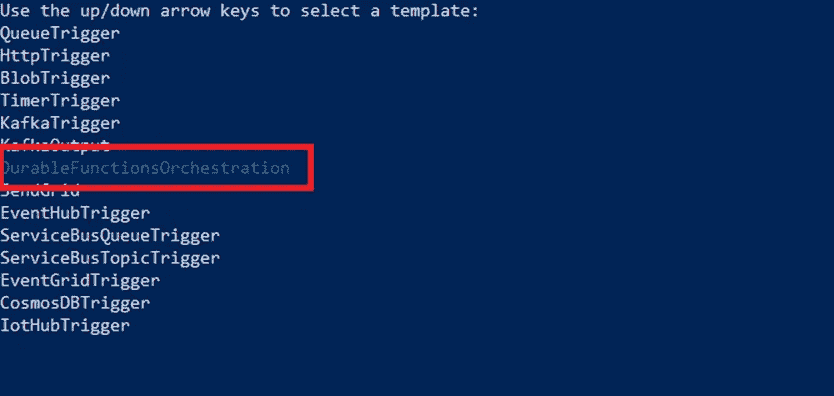 Use the up/down arrow keys to select a template:
QueueTrigger
HttpTrigger
BlobTrigger
TimerTrigger
KafkaTrigger
KafkaOutput
DurableFunctionsOrchestration
SendGrid
EventHubTrigger
ServiceBusQueueTrigger
ServiceBusTopicTrigger
EventGridTrigger
CosmosDBTrigger
IotHubTrigger